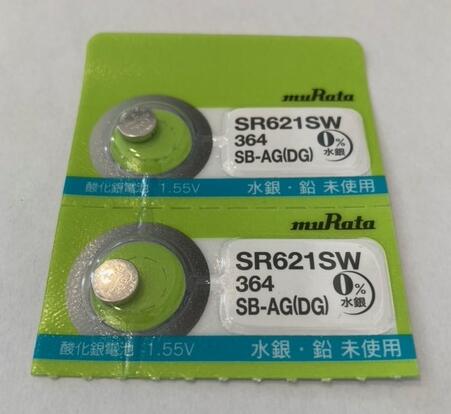 muRata
SR621SW
364
SB-AG(DG)
0%
水銀
酸化銀電池 1.55V
水銀・鉛 未使用
muRata
SR621SW
364
SB-AG(DG)
0%
水銀
酸化銀電池 1.55V
水銀・鉛 未使用